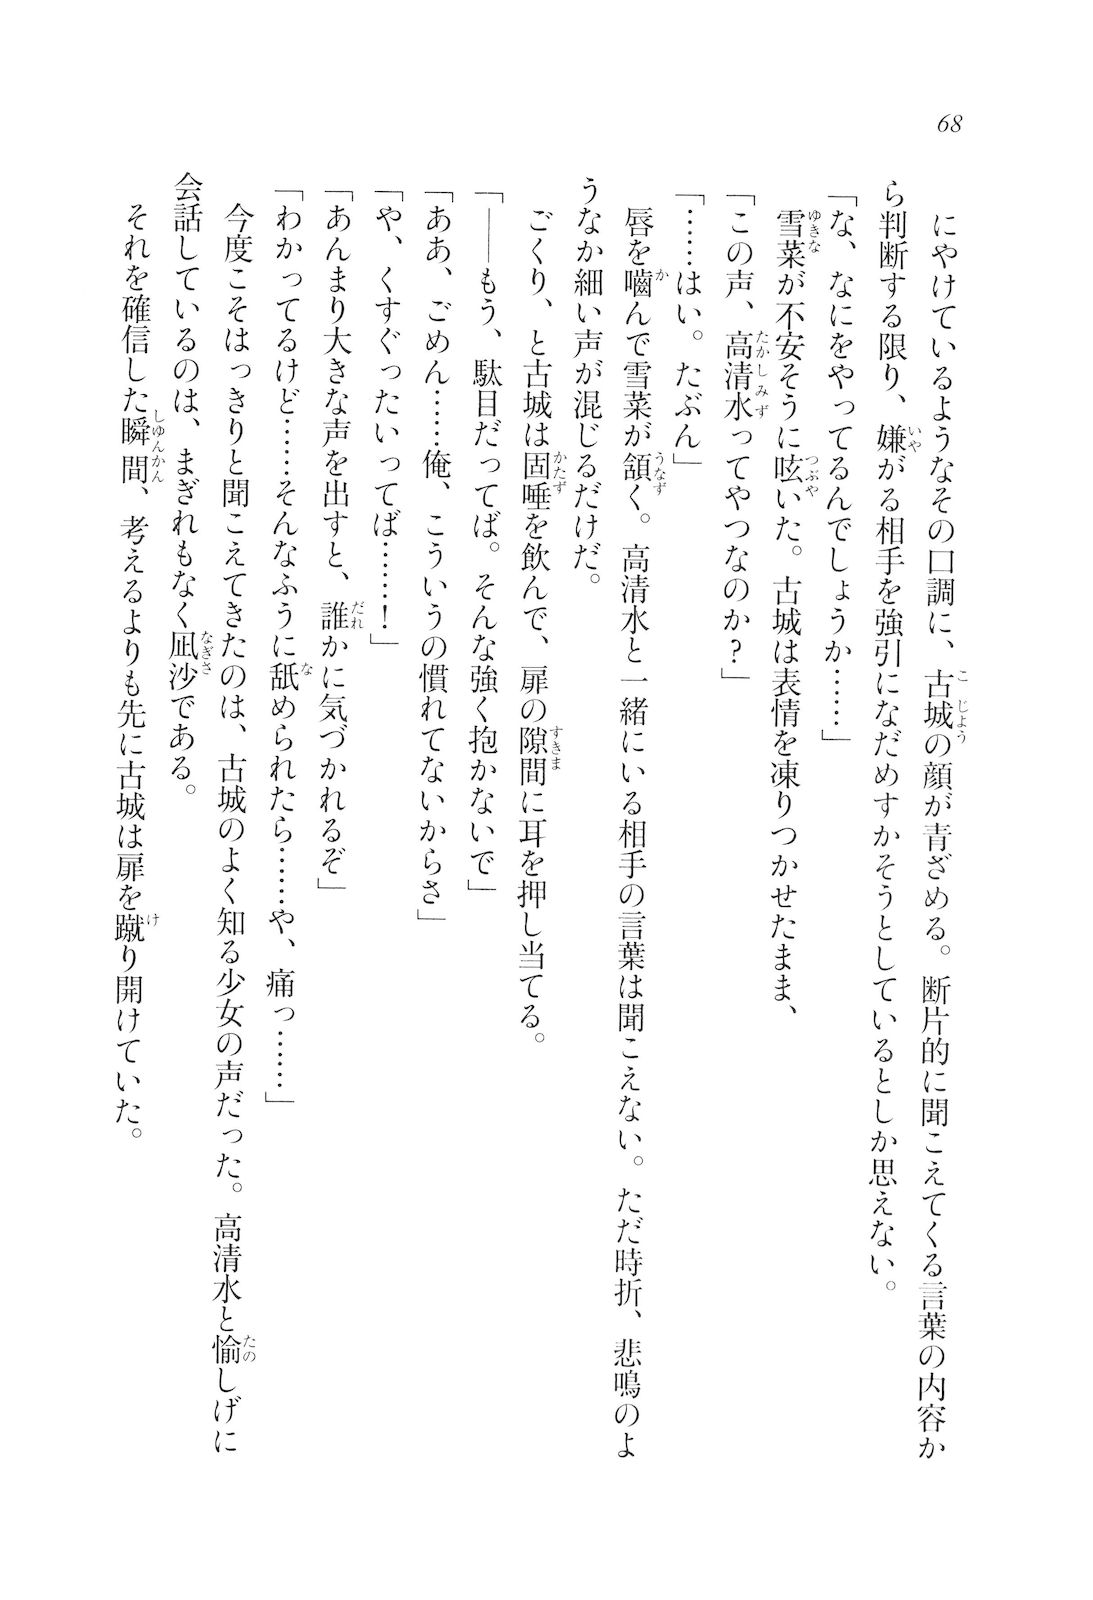 68
にやけているようなその口調に、古城の顔が青ざめる。断片的に聞こえてくる言葉の内容か
ら判断する限り、嫌がる相手を強引になだめすかそうとしているとしか思えない。
「な、なにをやってるんでしょうか……」
雪菜が不安そうに呟いた。古城は表情を凍りつかせたまま、
「この声、高清水ってやつなのか？」
「……はい。たぶん」
唇を嚙んで雪菜が頷く。高清水と一緒にいる相手の言葉は聞こえない。ただ時折、悲鳴のよ
うなか細い声が混じるだけだ。
ごくり、と古城は固唾を飲んで、扉の隙間に耳を押し当てる。
「――もう、駄目だってば。そんな強く抱かないで」
「ああ、ごめん……俺、こういうの慣れてないからさ」
「や、くすぐったいってば……！」
「あんまり大きな声を出すと、誰かに気づかれるぞ」
「わかってるけど……そんなふうに舐められたら……や、痛っ……」
今度こそはっきりと聞こえてきたのは、古城のよく知る少女の声だった。高清水と愉しげに
会話しているのは、まぎれもなく凪沙である。
それを確信した瞬間、考えるよりも先に古城は扉を蹴り開けていた。